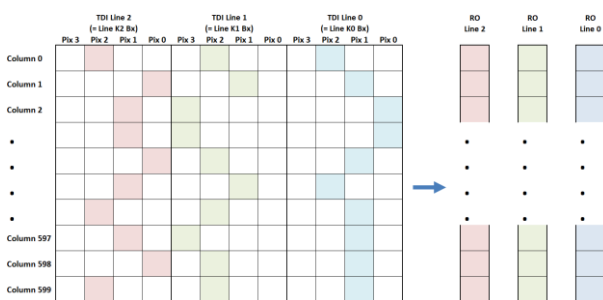 TDI Line 2 TDI Line 1 TDI Line 0 RO RO RO
(= Line K2 Bx) (= Line K1 Bx) (= Line K0 Bx) Line 2 Line 1 Line 0
Pix 3 Pix 2 Pix 1 Pix 0 Pix 3 Pix 2 Pix 1 Pix 0 Pix 3 Pix 2 Pix 1 Pix 0
Column 0
Column 1
Column 2
Column 597
Column 598
Column 599